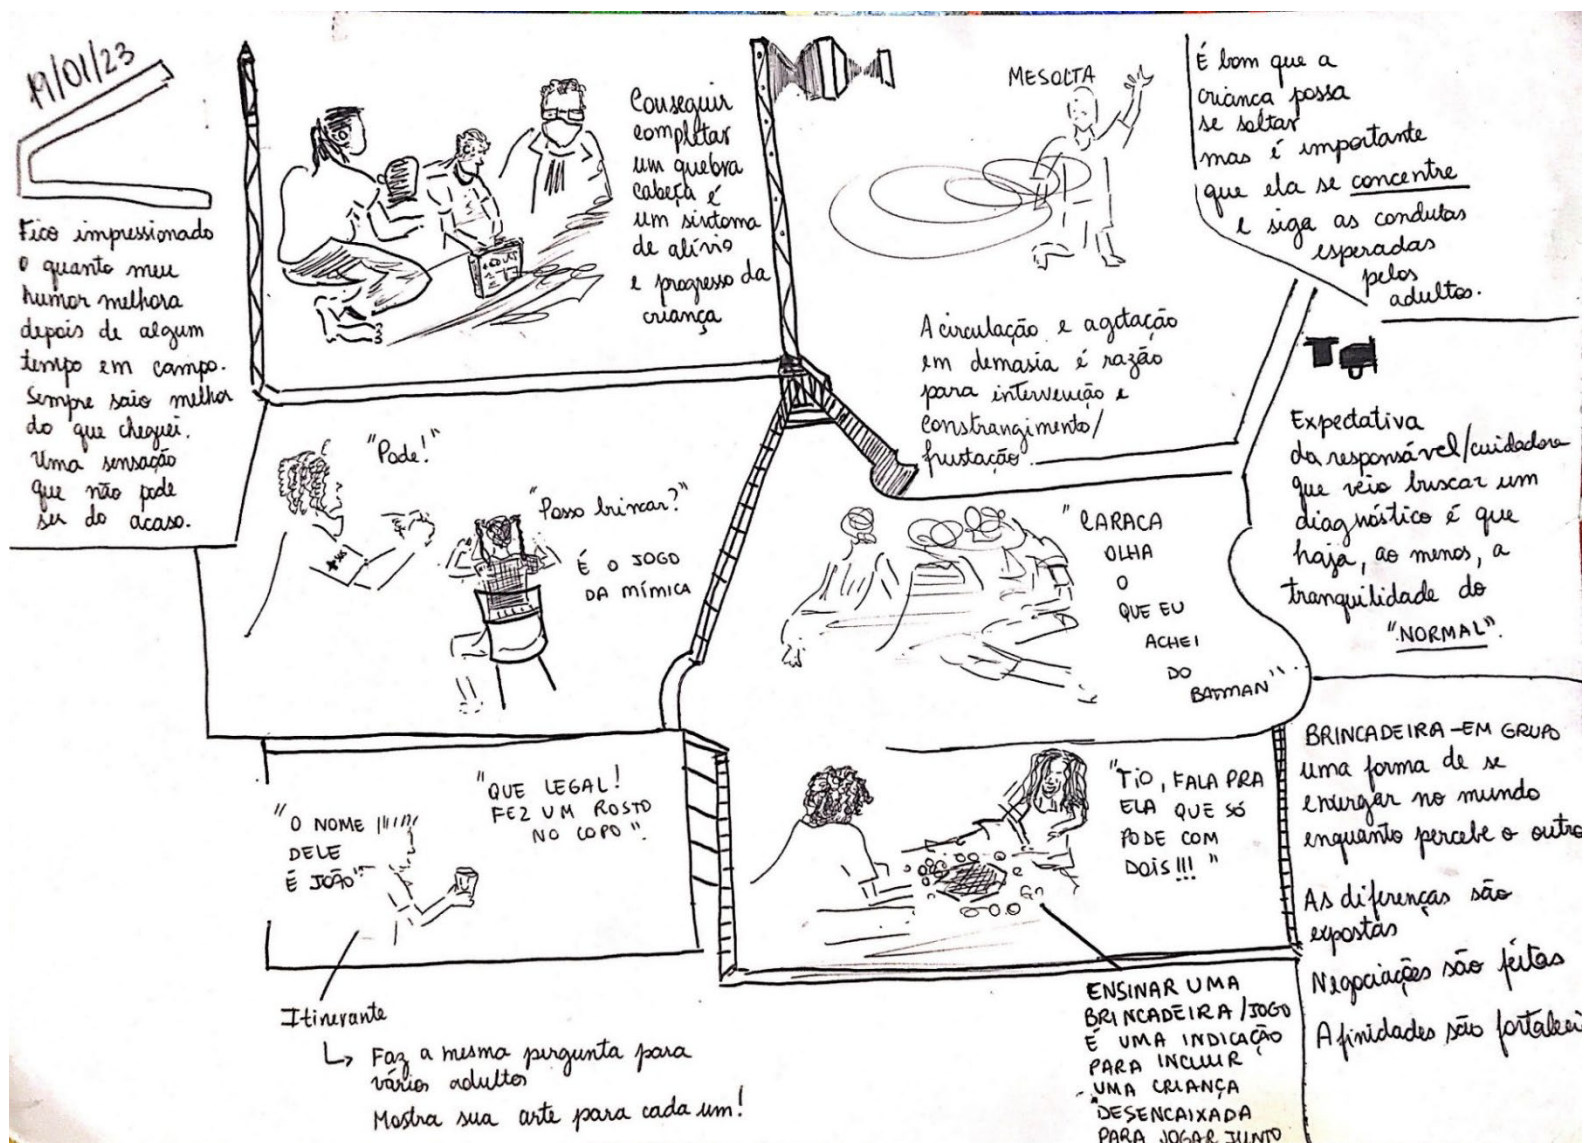 19/01/23
Fico impressionado
o quanto meu
humor melhora
depois de algum
tempo em campo.
Sempre saio melhor
do que cheguei.
Uma sensação
que não pode
ser do acaso.
Conseguir
completar
um quebra
cabeça é
um sintoma
de alívio
e progresso da
criança
MESOLTA
A circulação e agitação
em demasia é razão
para intervenção e
constrangimento/
frustação.
É bom que a
criança possa
se soltar
mas é importante
que ela se concentre
e siga as condutas
esperadas
pelos
adultos.
"Pode!"
"Posso brincar?"
É O JOGO
DA MÍMICA
"CARACA
OLHA
O
QUE EU
ACHEI
DO
BATMAN"
Expectativa
da responsável/cuidadora
que veio buscar um
diagnóstico é que
haja, ao menos, a
tranquilidade do
"NORMAL".
"O NOME
DELE
É JOÃO"
"QUE LEGAL!
FEZ UM ROSTO
NO COPO".
Itinerante
↳ Faz a mesma pergunta para
vários adultos
Mostra sua arte para cada um!
"TIO, FALA PRA
ELA QUE SÓ
PODE COM
DOIS!!!"
ENSINAR UMA
BRINCADEIRA/JOGO
É UMA INDICAÇÃO
PARA INCLUIR
UMA CRIANÇA
DESENCAIXADA
PARA JOGAR JUNTO
BRINCADEIRA-EM GRUPO
uma forma de se
enxergar no mundo
enquanto percebe o outro
As diferenças são
expostas
Negociações são feitas
Afinidades são fortaleci